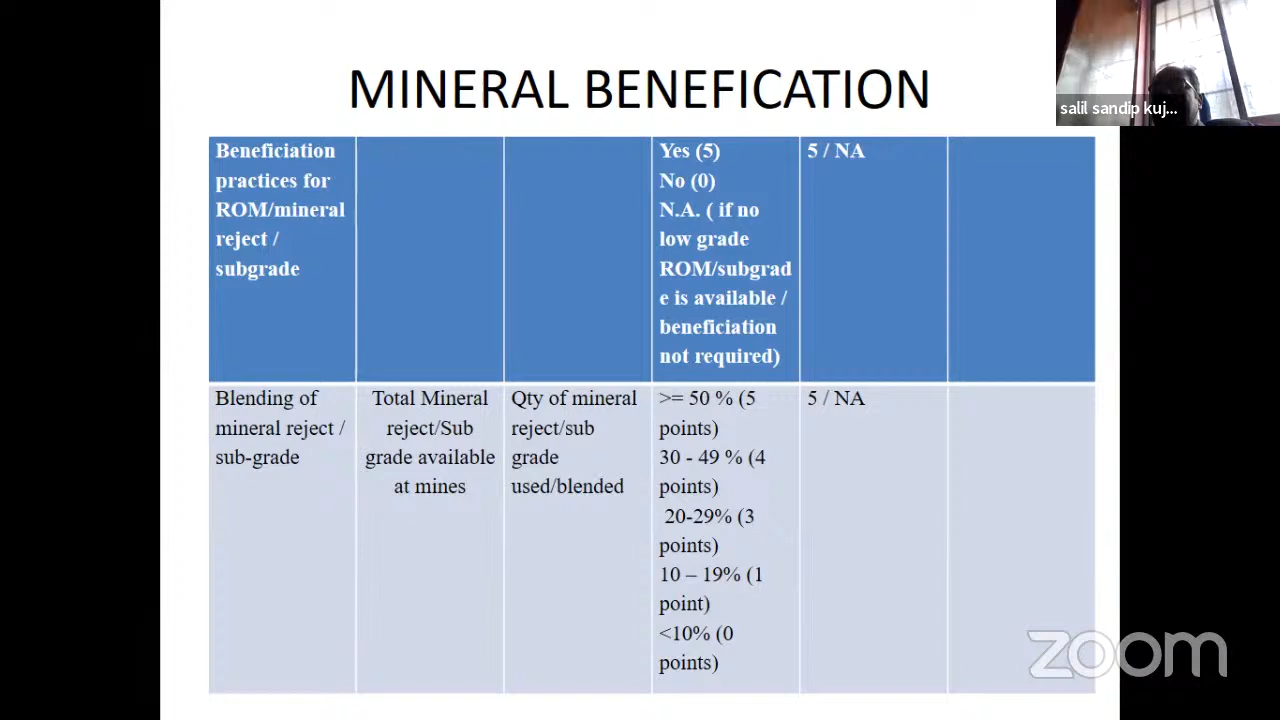 MINERAL BENEFICATION
salil sandip kuj...
Beneficiation
practices for
ROM/mineral
reject /
subgrade
Yes (5)
No (0)
N.A. ( if no
low grade
ROM/subgrad
e is available /
beneficiation
not required)
5 / NA
Blending of
mineral reject /
sub-grade
Total Mineral
reject/Sub
grade available
at mines
Qty of mineral
reject/sub
grade
used/blended
>= 50 % (5
points)
30 - 49 % (4
points)
20-29% (3
points)
10 – 19% (1
point)
<10% (0
points)
5 / NA
zoom